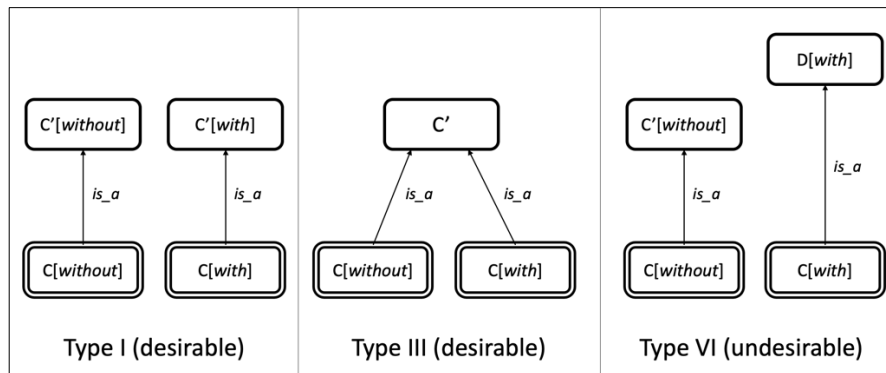 C’[without]
C’[with]
is_a
is_a
C[without]
C[with]
Type I (desirable)
C’
is_a
is_a
C[without]
C[with]
Type III (desirable)
D[with]
C’[without]
is_a
is_a
C[without]
C[with]
Type VI (undesirable)